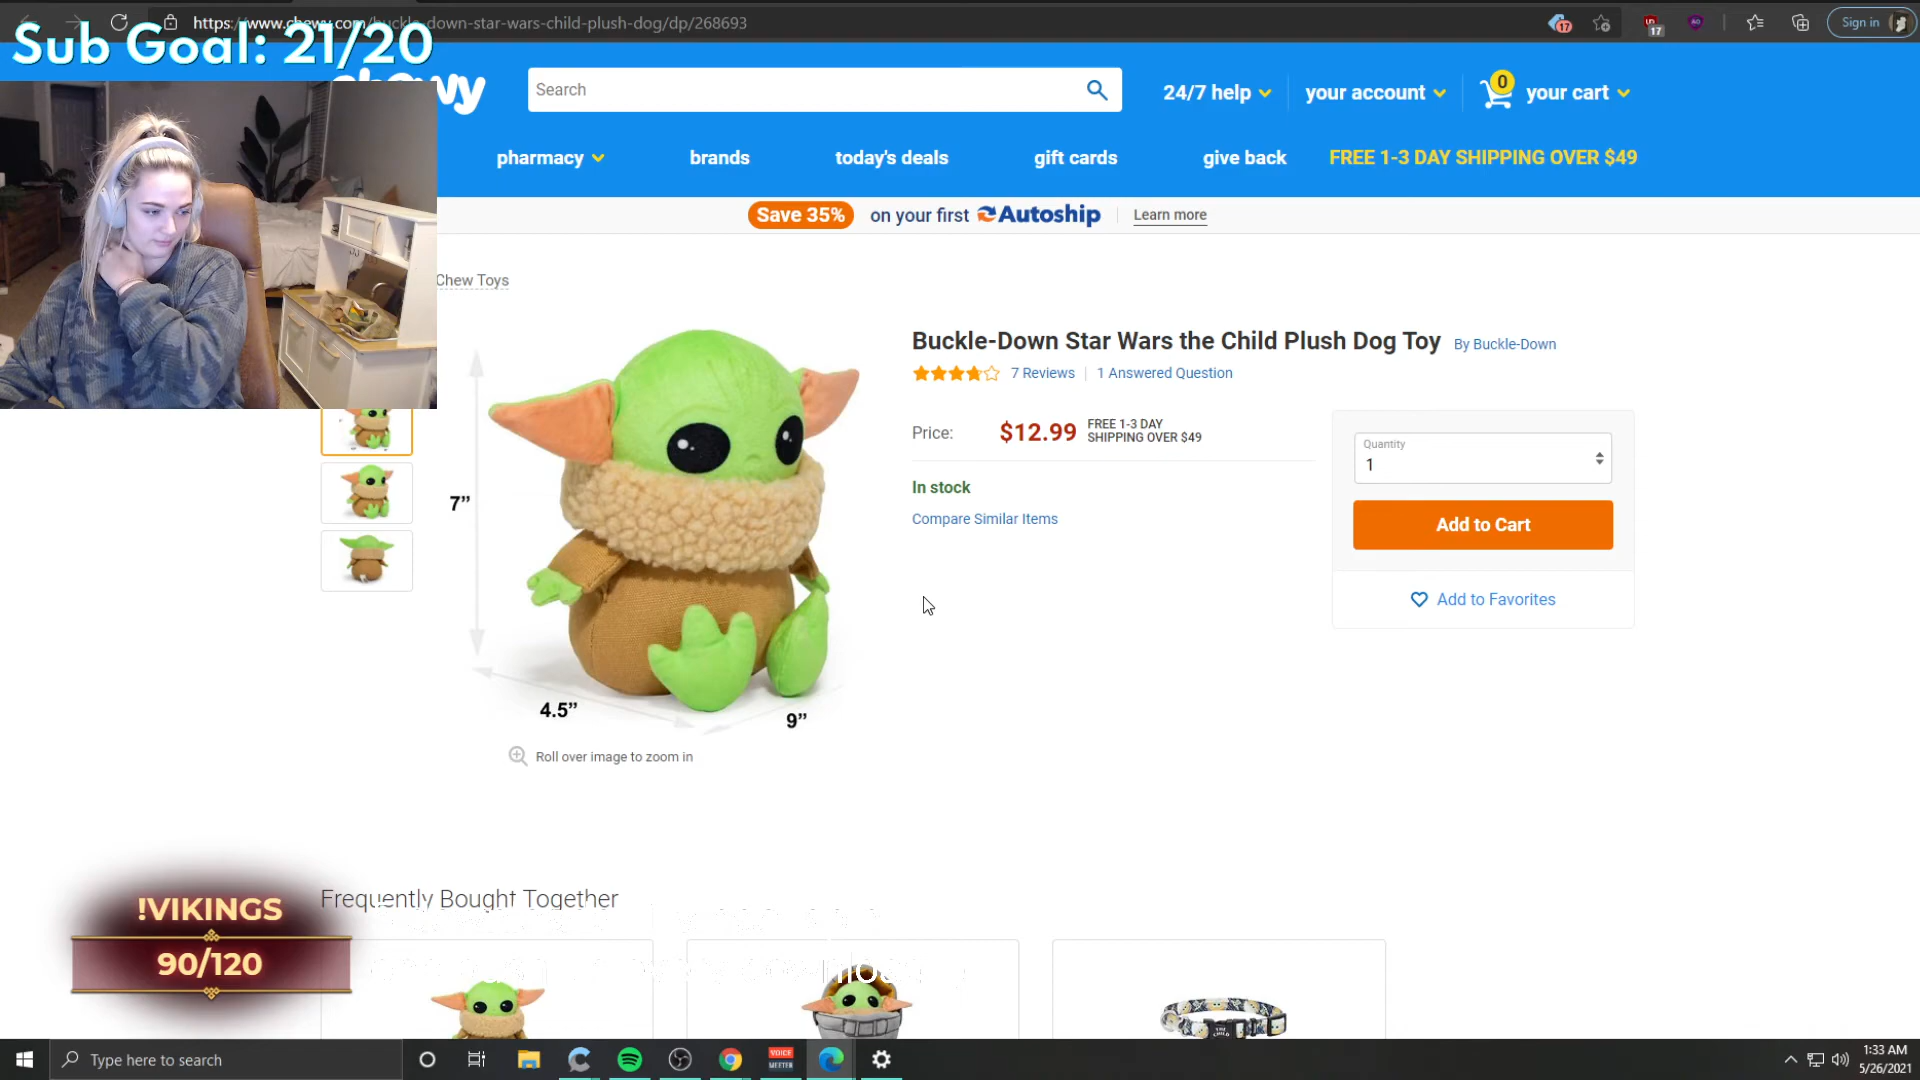 https://www.chewy.com/buckle-down-star-wars-child-plush-dog/dp/268693
17
17
Sign in
Sub Goal: 21/20
Search
24/7 help
your account
0
your cart
pharmacy
brands
today's deals
gift cards
give back
FREE 1-3 DAY SHIPPING OVER $49
Save 35% on your first Autoship
Learn more
Chew Toys
Buckle-Down Star Wars the Child Plush Dog Toy By Buckle-Down
7 Reviews
1 Answered Question
Price: $12.99 FREE 1-3 DAY
SHIPPING OVER $49
In stock
Compare Similar Items
Quantity
1
Add to Cart
Add to Favorites
7”
4.5”
9”
Roll over image to zoom in
!VIKINGS
90/120
Frequently Bought Together
Type here to search
VOICE
MEETER
1:33 AM
5/26/2021